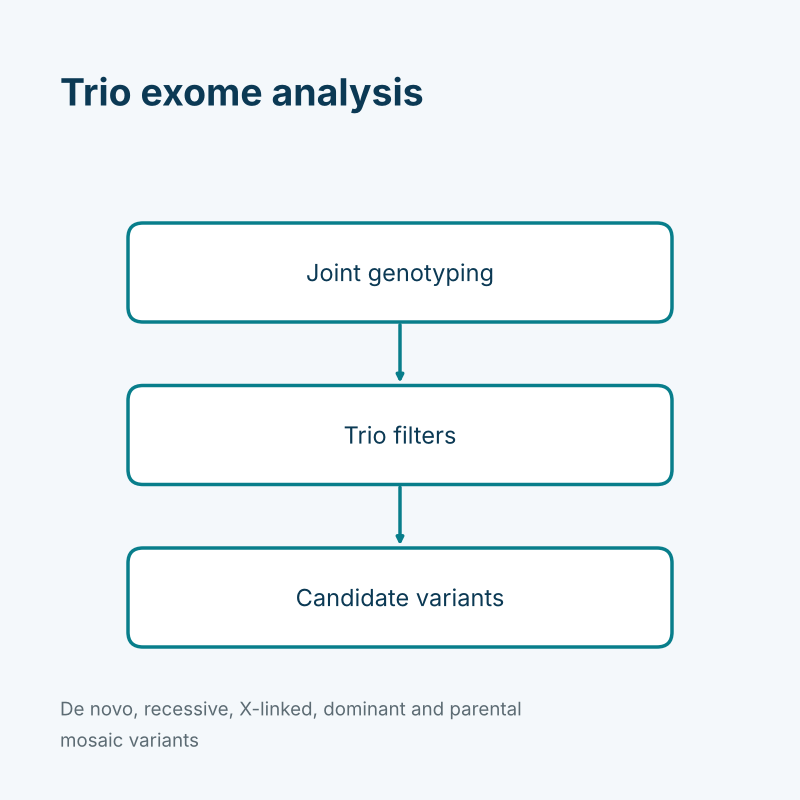 Trio exome analysis
Joint genotyping
Trio filters
Candidate variants
De novo, recessive, X-linked, dominant and parental
mosaic variants